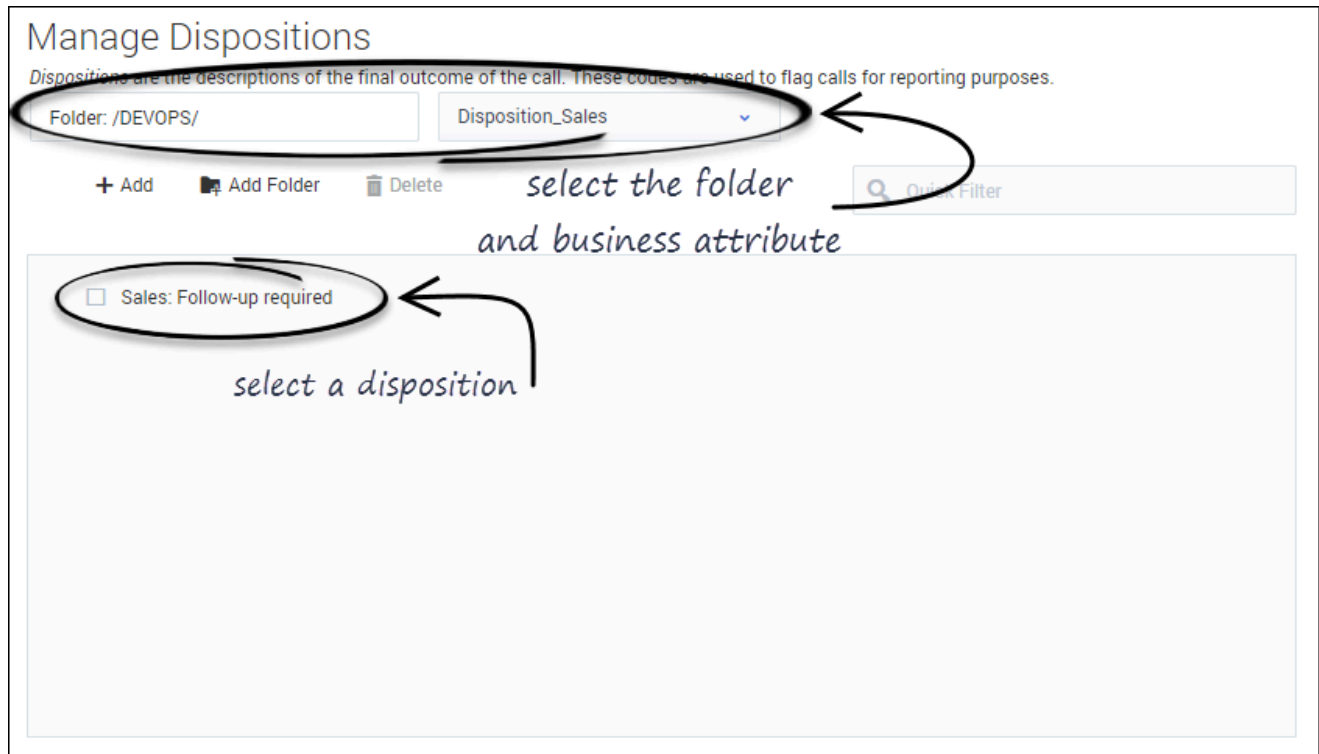 Manage Dispositions
Dispositions are the descriptions of the final outcome of the call. These codes are used to flag calls for reporting purposes.
Folder: /DEVOPS/ Disposition_Sales
+ Add Add Folder Delete select the folder Quick Filter
and business attribute
Sales: Follow-up required
select a disposition